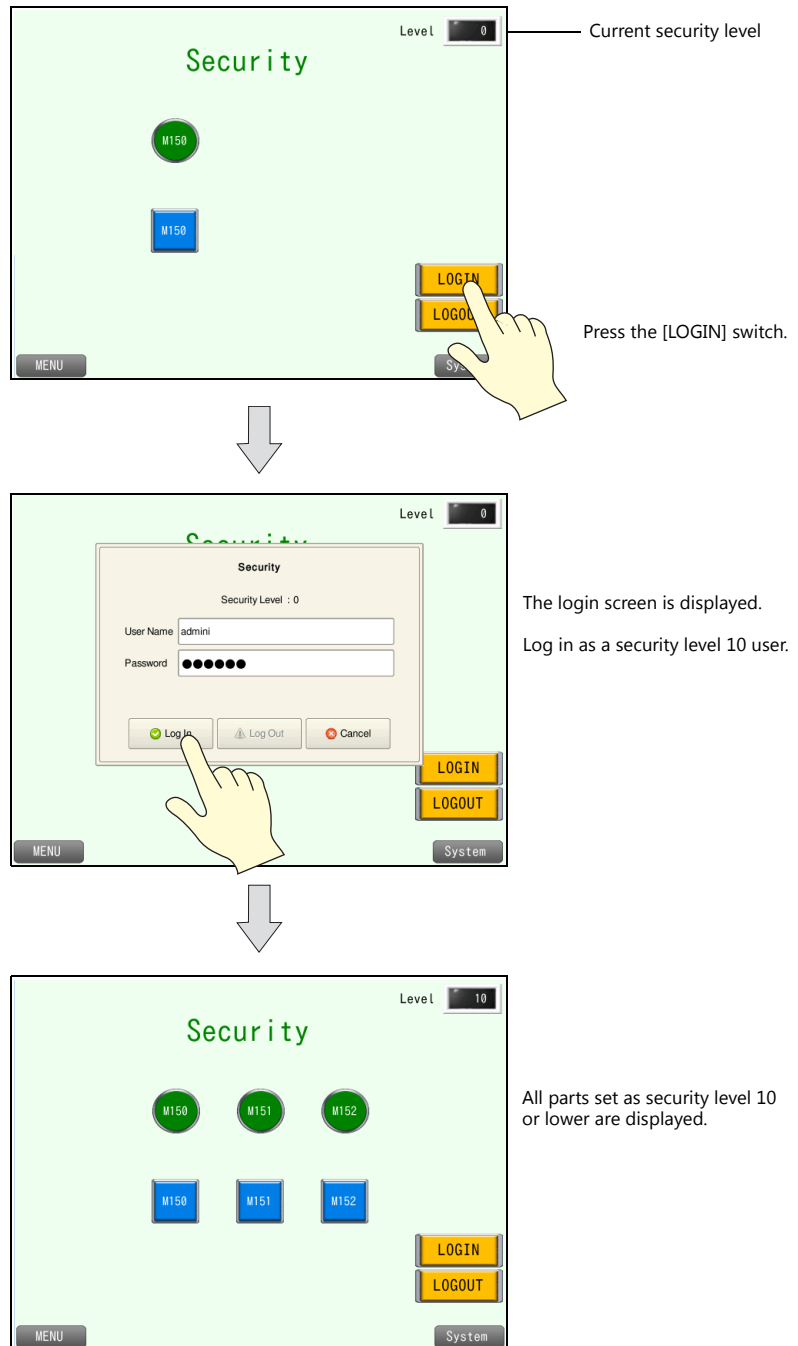 Level 0
Current security level
Security
M150
M150
LOGIN
LOGOUT
Press the [LOGIN] switch.
MENU
System
Level 0
Security
Security
Security Level : 0
The login screen is displayed.
User Name admini
Log in as a security level 10 user.
Password ●●●●●●
Log In
Log Out
Cancel
LOGIN
LOGOUT
MENU
System
Level 10
Security
All parts set as security level 10
or lower are displayed.
M150 M151 M152
M150 M151 M152
LOGIN
LOGOUT
MENU
System